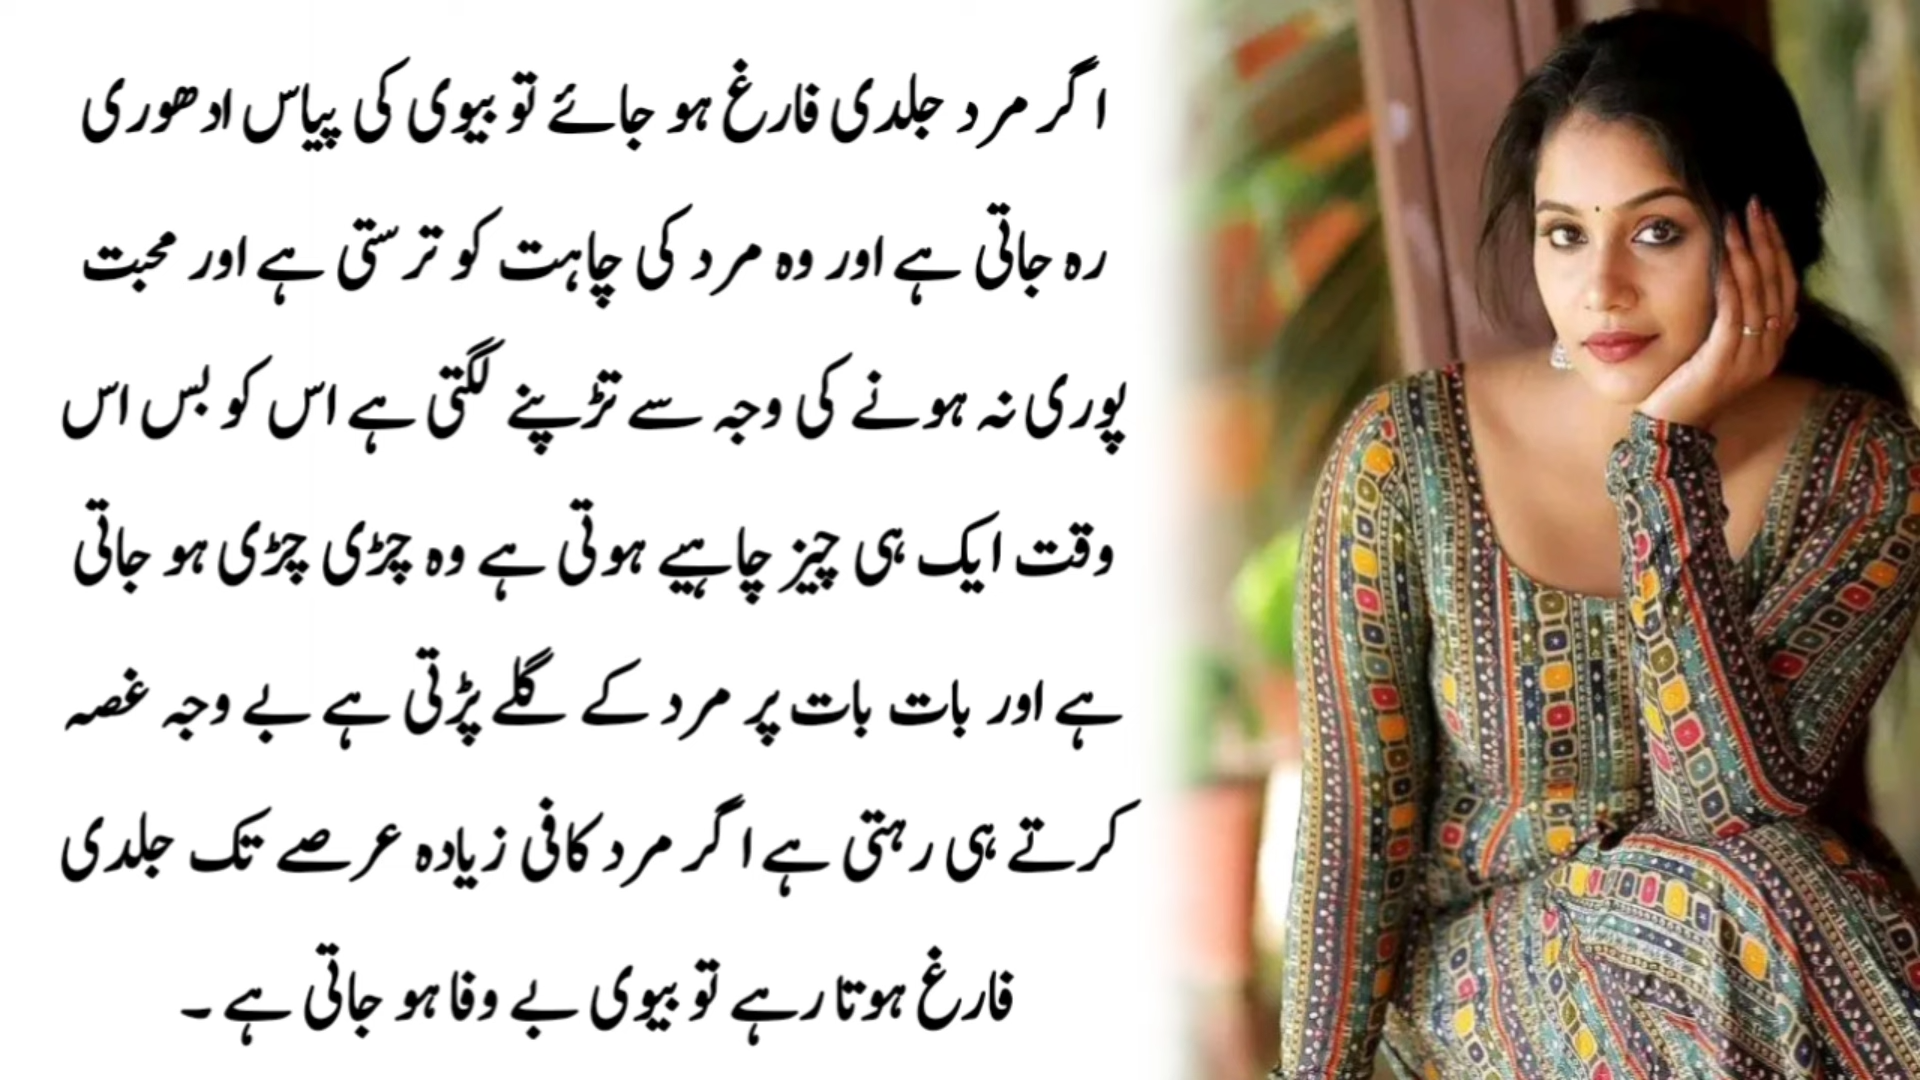 اگر مرد جلدی فارغ ہو جائے تو بیوی کی پیاس ادھوری
رہ جاتی ہے اور وہ مرد کی چاہت کو ترستی ہے اور محبت
پوری نہ ہونے کی وجہ سے تڑپنے لگتی ہے اس کو بس اس
وقت ایک ہی چیز چاہیے ہوتی ہے وہ چڑی چڑی ہو جاتی
ہے اور بات بات پر مرد کے گلے پڑتی ہے بے وجہ غصہ
کرتے ہی رہتی ہے اگر مرد کافی زیادہ عرصے تک جلدی
فارغ ہوتا رہے تو بیوی بے وفا ہو جاتی ہے ۔